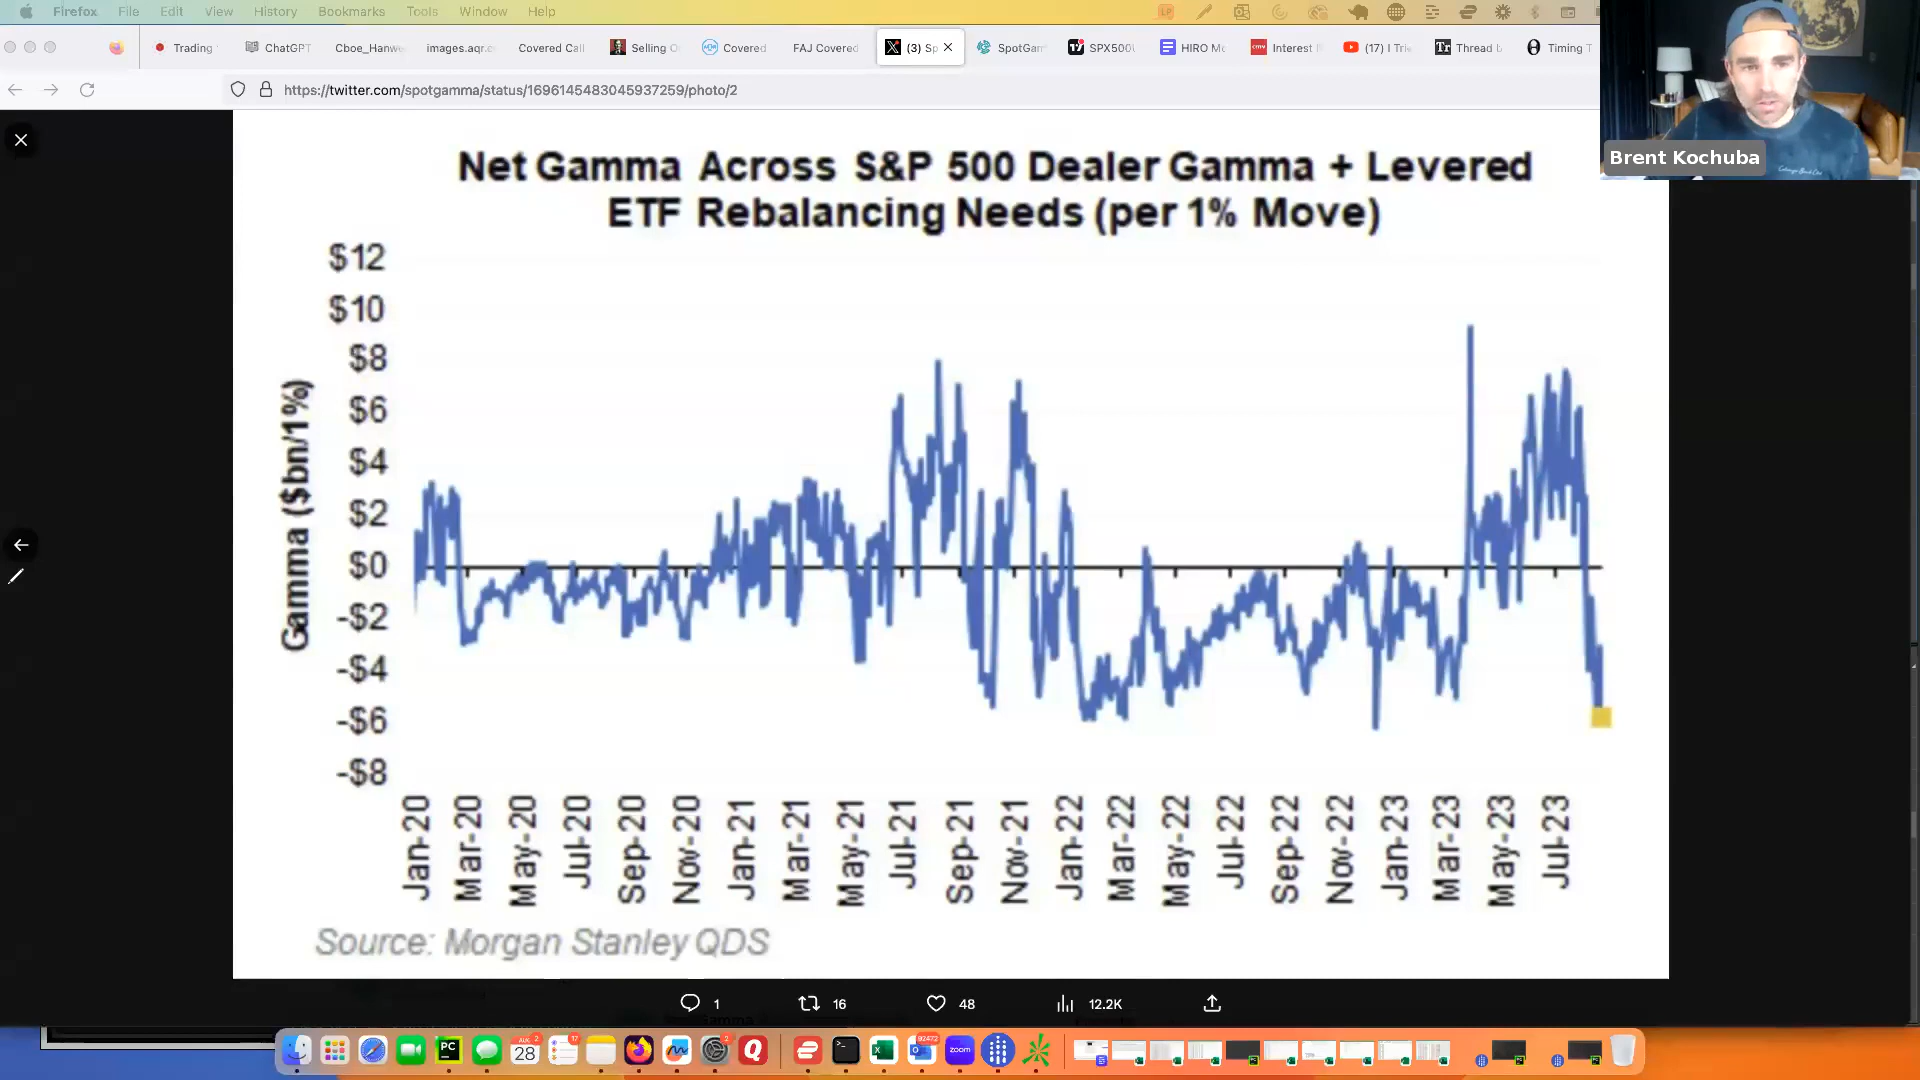 Firefox File Edit View History Bookmarks Tools Window Help
Trading ChatGPT Cboe_Hanwe images.aqr.c Covered Call Selling O Covered FAJ Covered (3) Sp SpotGam SPX500 HIRO Mo Interest (17) I Trie Thread b Timing T
https://twitter.com/spotgamma/status/1696145483045937259/photo/2
Brent Kochuba
Net Gamma Across S&P 500 Dealer Gamma + Levered
ETF Rebalancing Needs (per 1% Move)
Gamma ($bn/1%)
$12
$10
$8
$6
$4
$2
$0
-$2
-$4
-$6
-$8
Jan-20 Mar-20 May-20 Jul-20 Sep-20 Nov-20 Jan-21 Mar-21 May-21 Jul-21 Sep-21 Nov-21 Jan-22 Mar-22 May-22 Jul-22 Sep-22 Nov-22 Jan-23 Mar-23 May-23 Jul-23
Source: Morgan Stanley QDS
1 16 48 12.2K
PC AUG 28 zoom